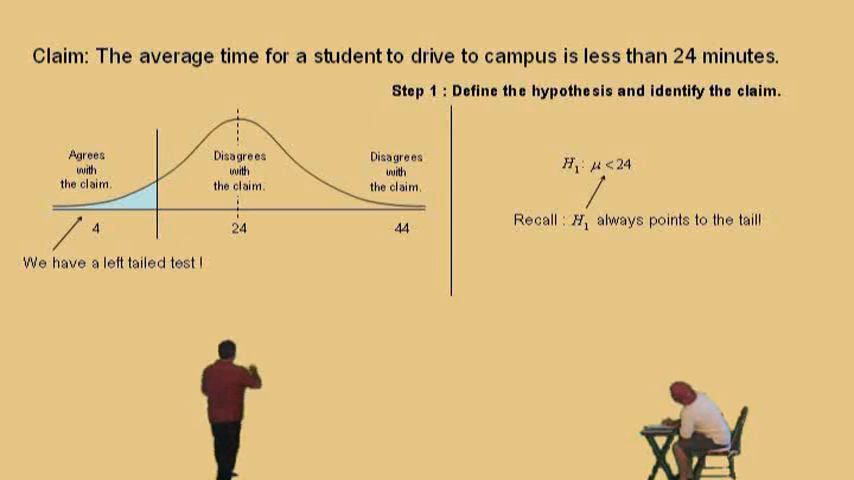 Claim: The average time for a student to drive to campus is less than 24 minutes.
Step 1 : Define the hypothesis and identify the claim.
Agrees
with
the claim.
Disagrees
with
the claim.
Disagrees
with
the claim.
4
24
44
We have a left tailed test !
H₁: μ <24
Recall : H₁ always points to the tail!